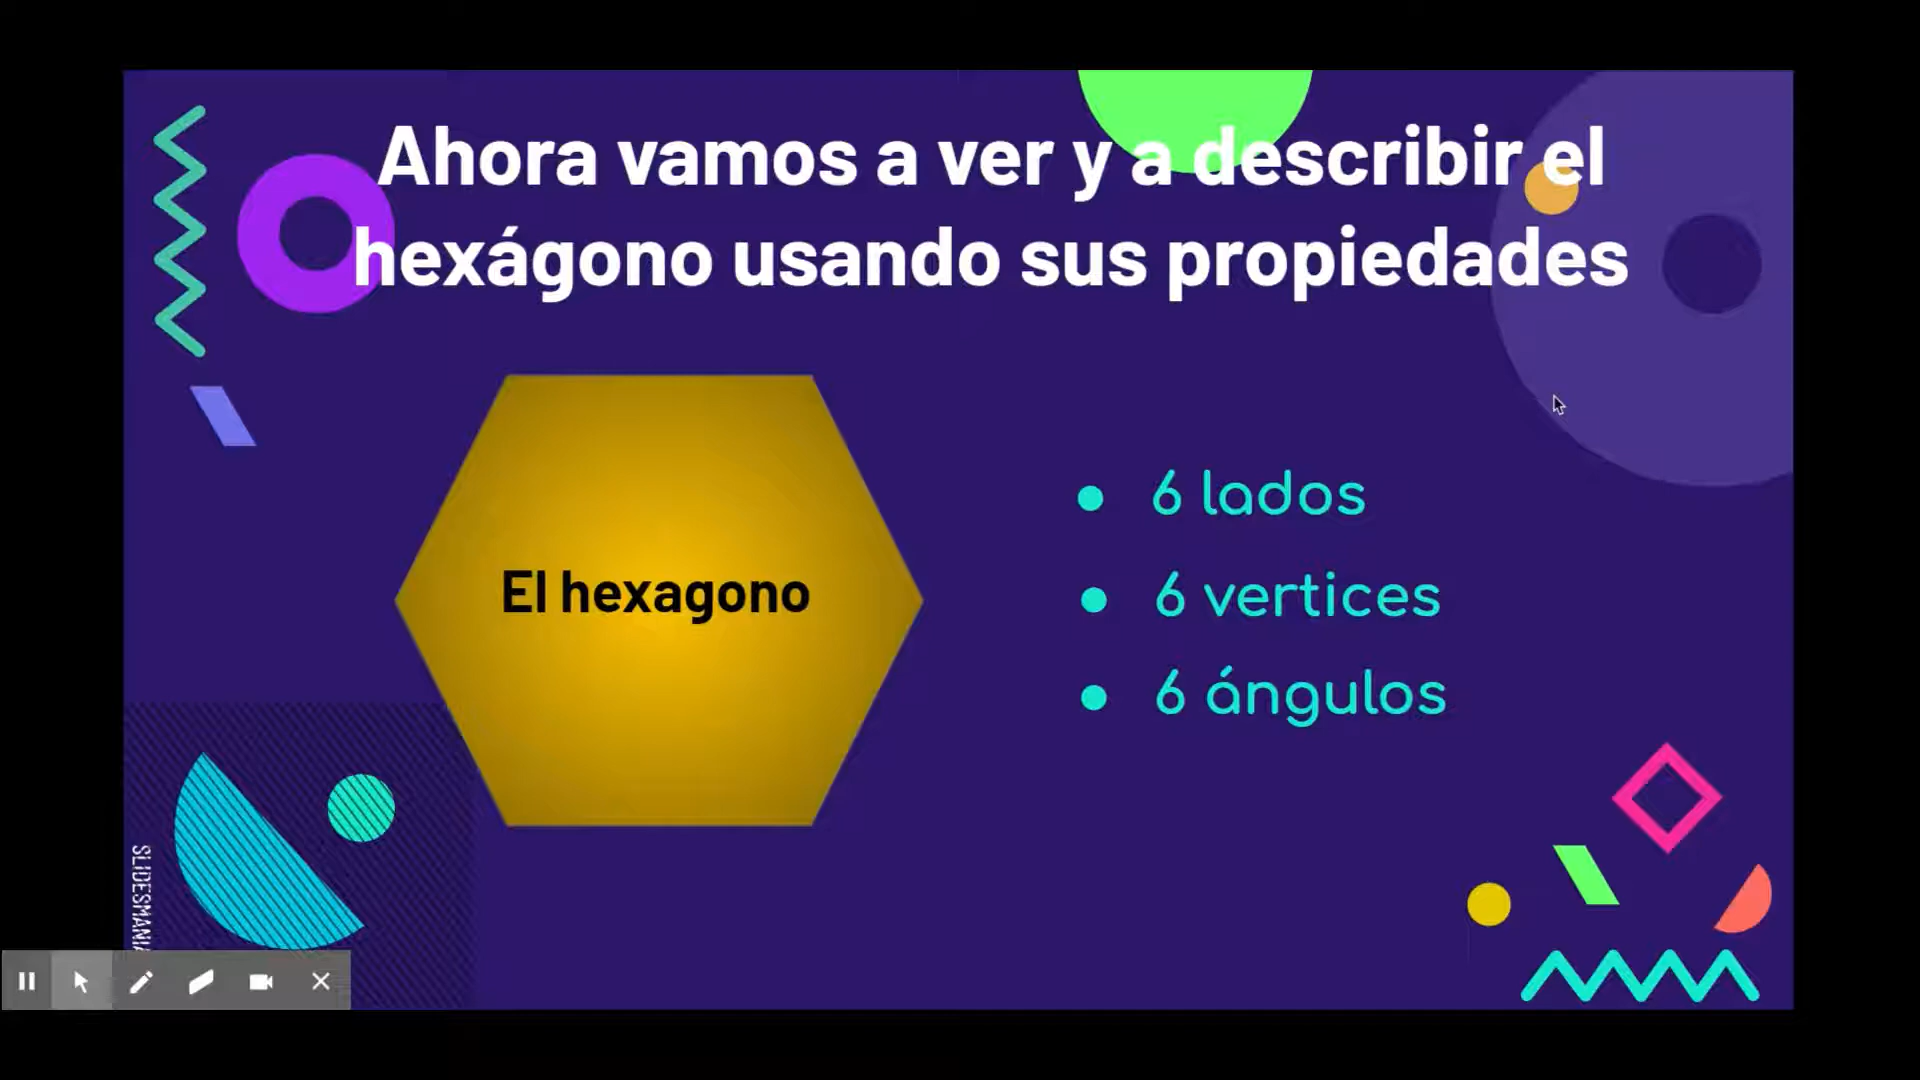 Ahora vamos a ver y a describir el
hexágono usando sus propiedades
El hexagono
● 6 lados
● 6 vertices
● 6 ángulos
SLIDESMANIA